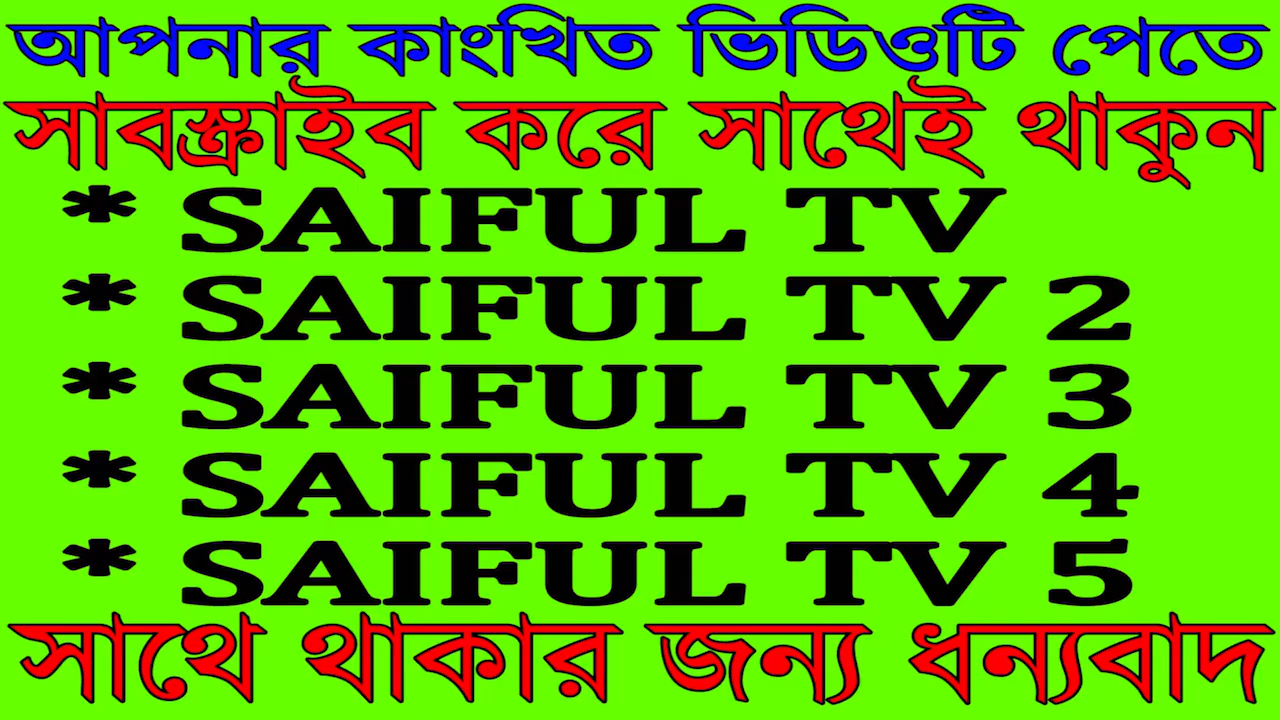 আপনার কাংখিত ভিডিওটি পেতে
সাবস্ক্রাইব করে সাথেই থাকুন
* SAIFUL TV
* SAIFUL TV 2
* SAIFUL TV 3
* SAIFUL TV 4
* SAIFUL TV 5
সাথে থাকার জন্য ধন্যবাদ